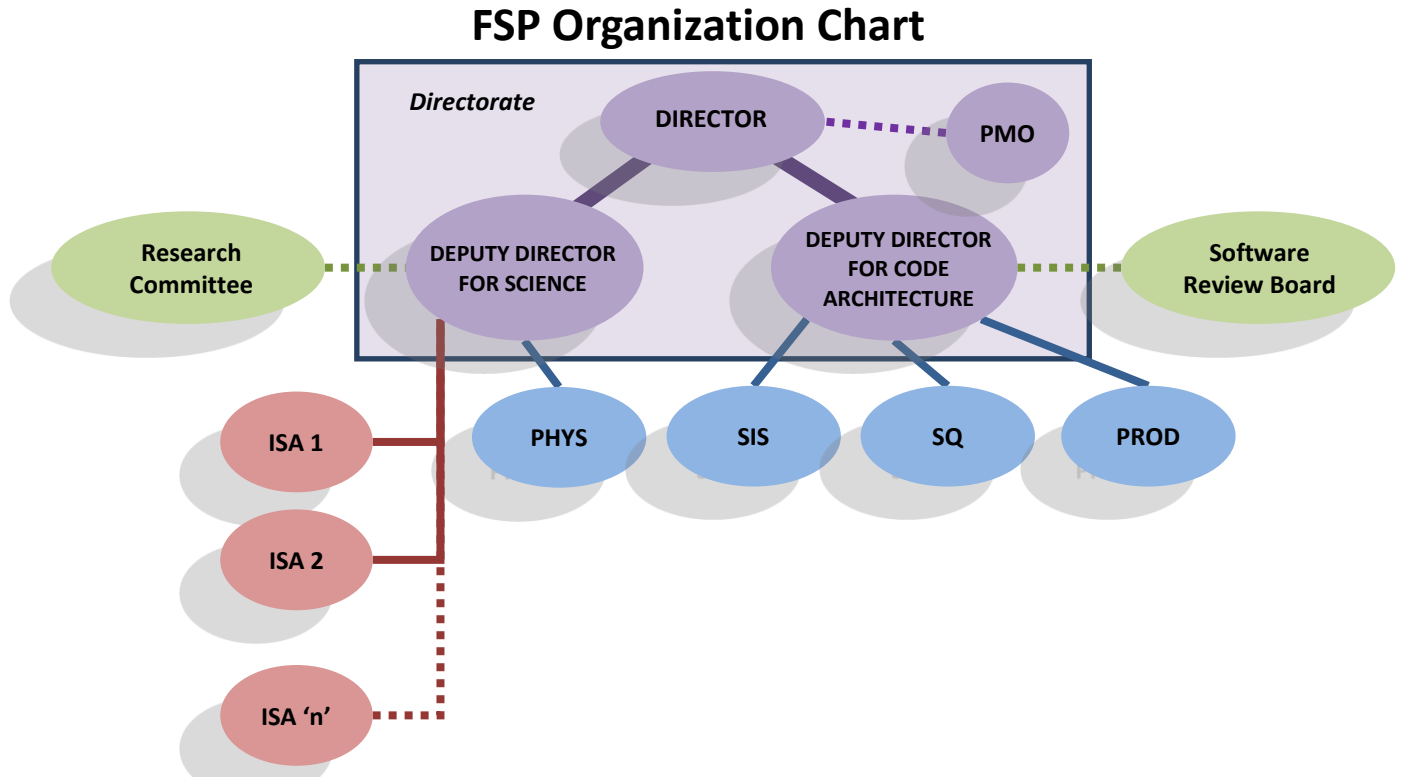 FSP Organization Chart
Directorate
DIRECTOR
PMO
Research
Committee
DEPUTY DIRECTOR
FOR SCIENCE
DEPUTY DIRECTOR
FOR CODE
ARCHITECTURE
Software
Review Board
ISA 1
PHYS
SIS
SQ
PROD
ISA 2
ISA ‘n’